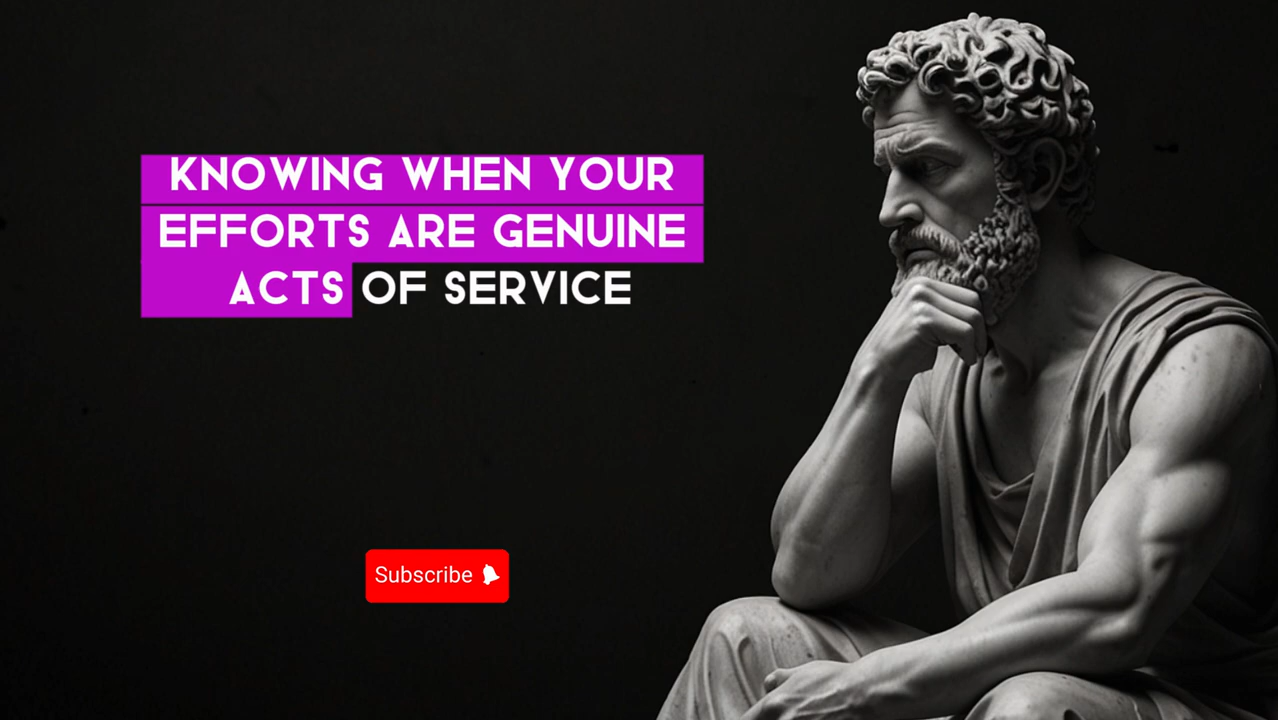 KNOWING WHEN YOUR
EFFORTS ARE GENUINE
ACTS OF SERVICE
Subscribe